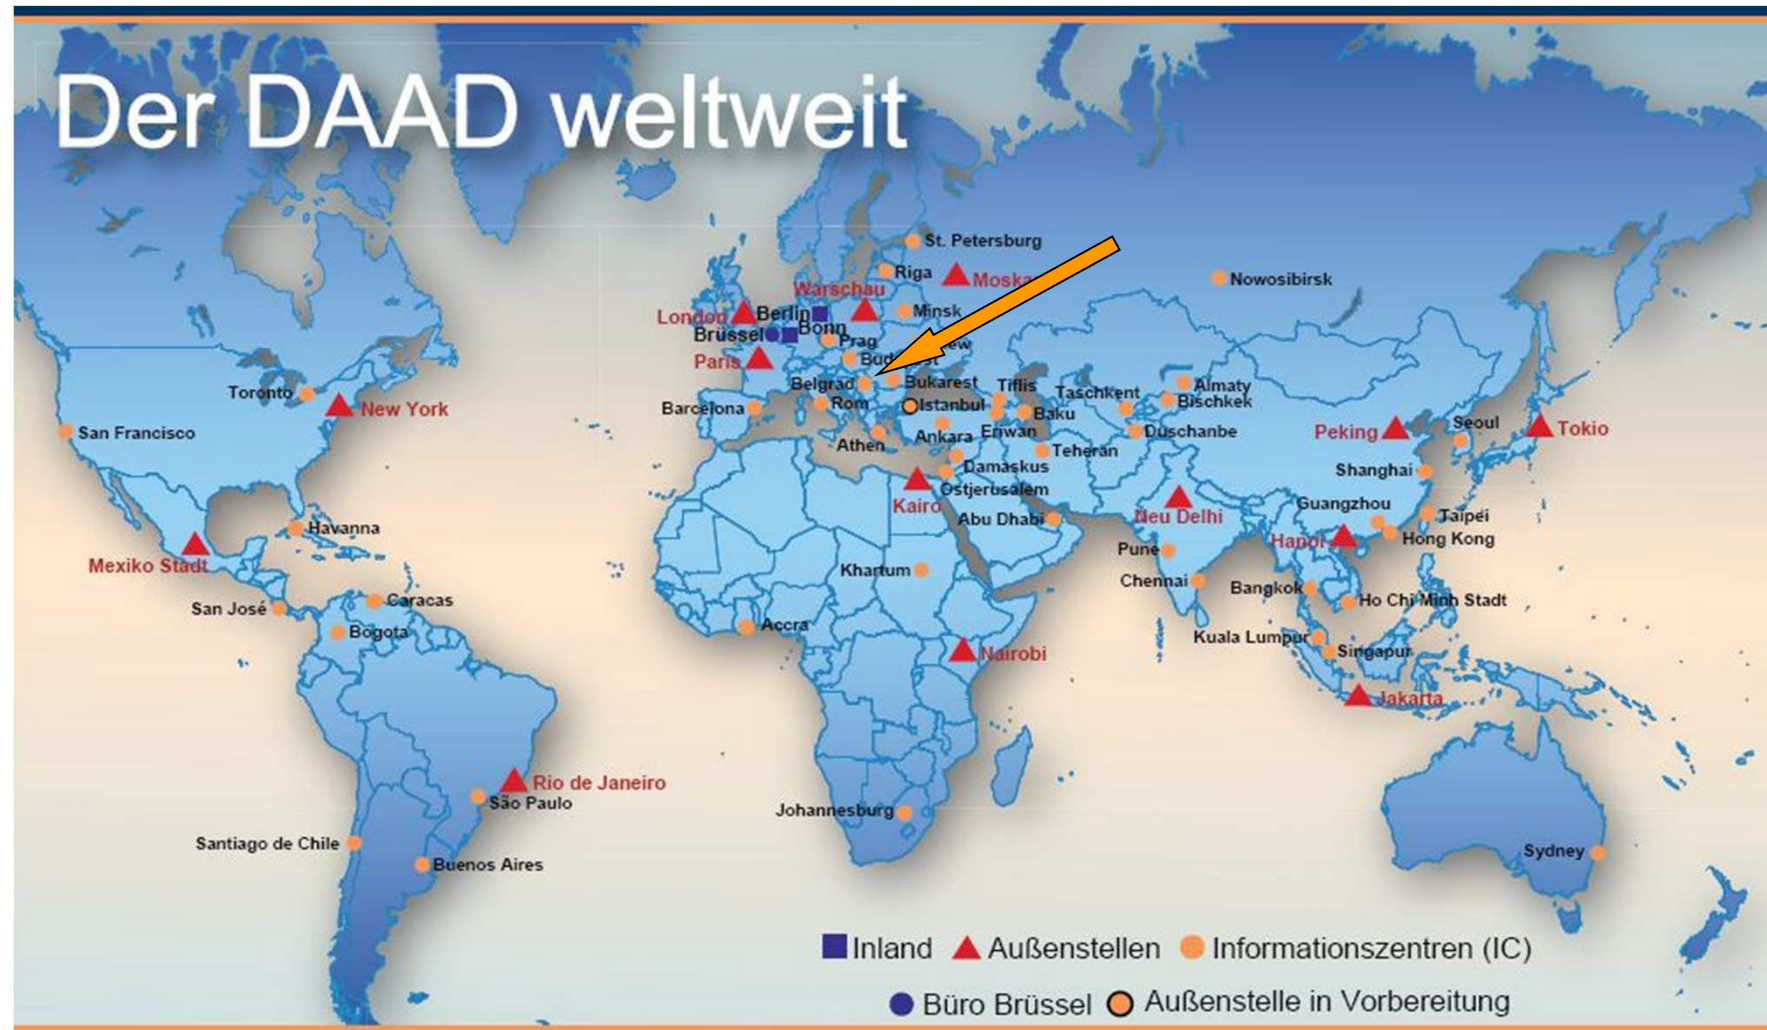 Der DAAD weltweit
St. Petersburg
Riga
Nowosibirsk
Warschau
Minsk
London
Berlin
Bonn
Brüssel
Prag
Paris
Belgrad
Bukarest
Tiflis
Taschkent
Almaty
Bischkek
Toronto
New York
Barcelona
Rom
Istanbul
Baku
San Francisco
Athen
Ankara
Eriwan
Duschanbe
Peking
Seoul
Tokio
Teheran
Damaskus
Shanghai
Ostjerusalem
Kairo
Abu Dhabi
Neu Delhi
Guangzhou
Taipei
Hong Kong
Hanoi
Havanna
Pune
Mexiko Stadt
Khartum
Chennai
Bangkok
Ho Chi Minh Stadt
San José
Caracas
Bogota
Accra
Kuala Lumpur
Singapur
Nairobi
Jakarta
Rio de Janeiro
São Paulo
Johannesburg
Santiago de Chile
Buenos Aires
Sydney
Inland Außenstellen Informationszentren (IC)
Büro Brüssel Außenstelle in Vorbereitung